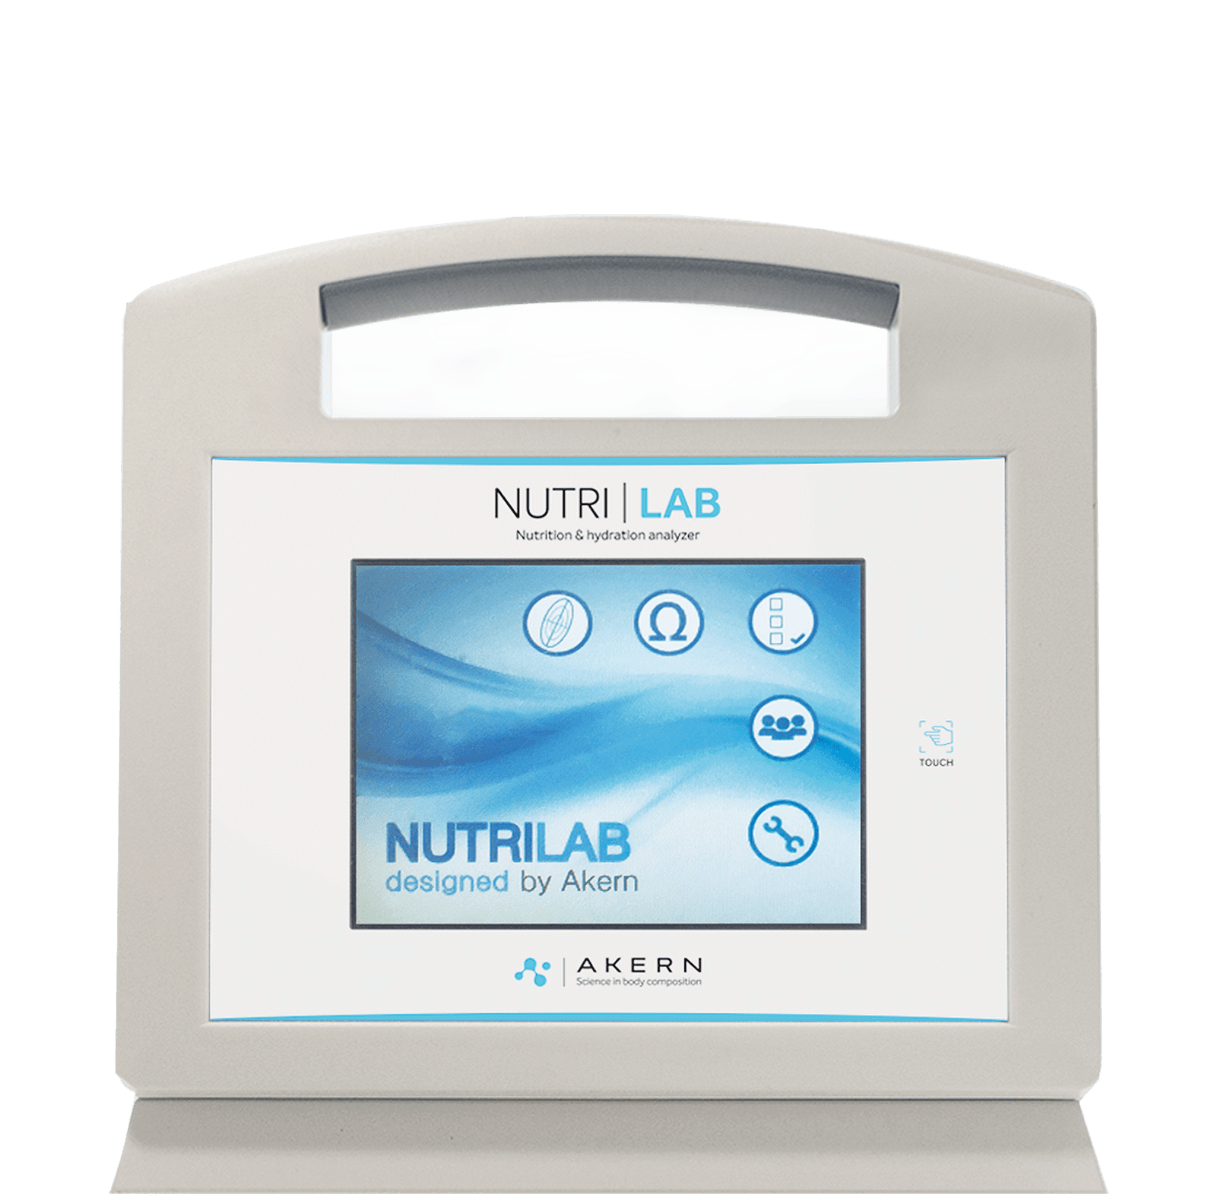 NUTRI | LAB
Nutrition & hydration analyzer
Ω
TOUCH
NUTRILAB
designed by Akern
AKERN
Science in body composition